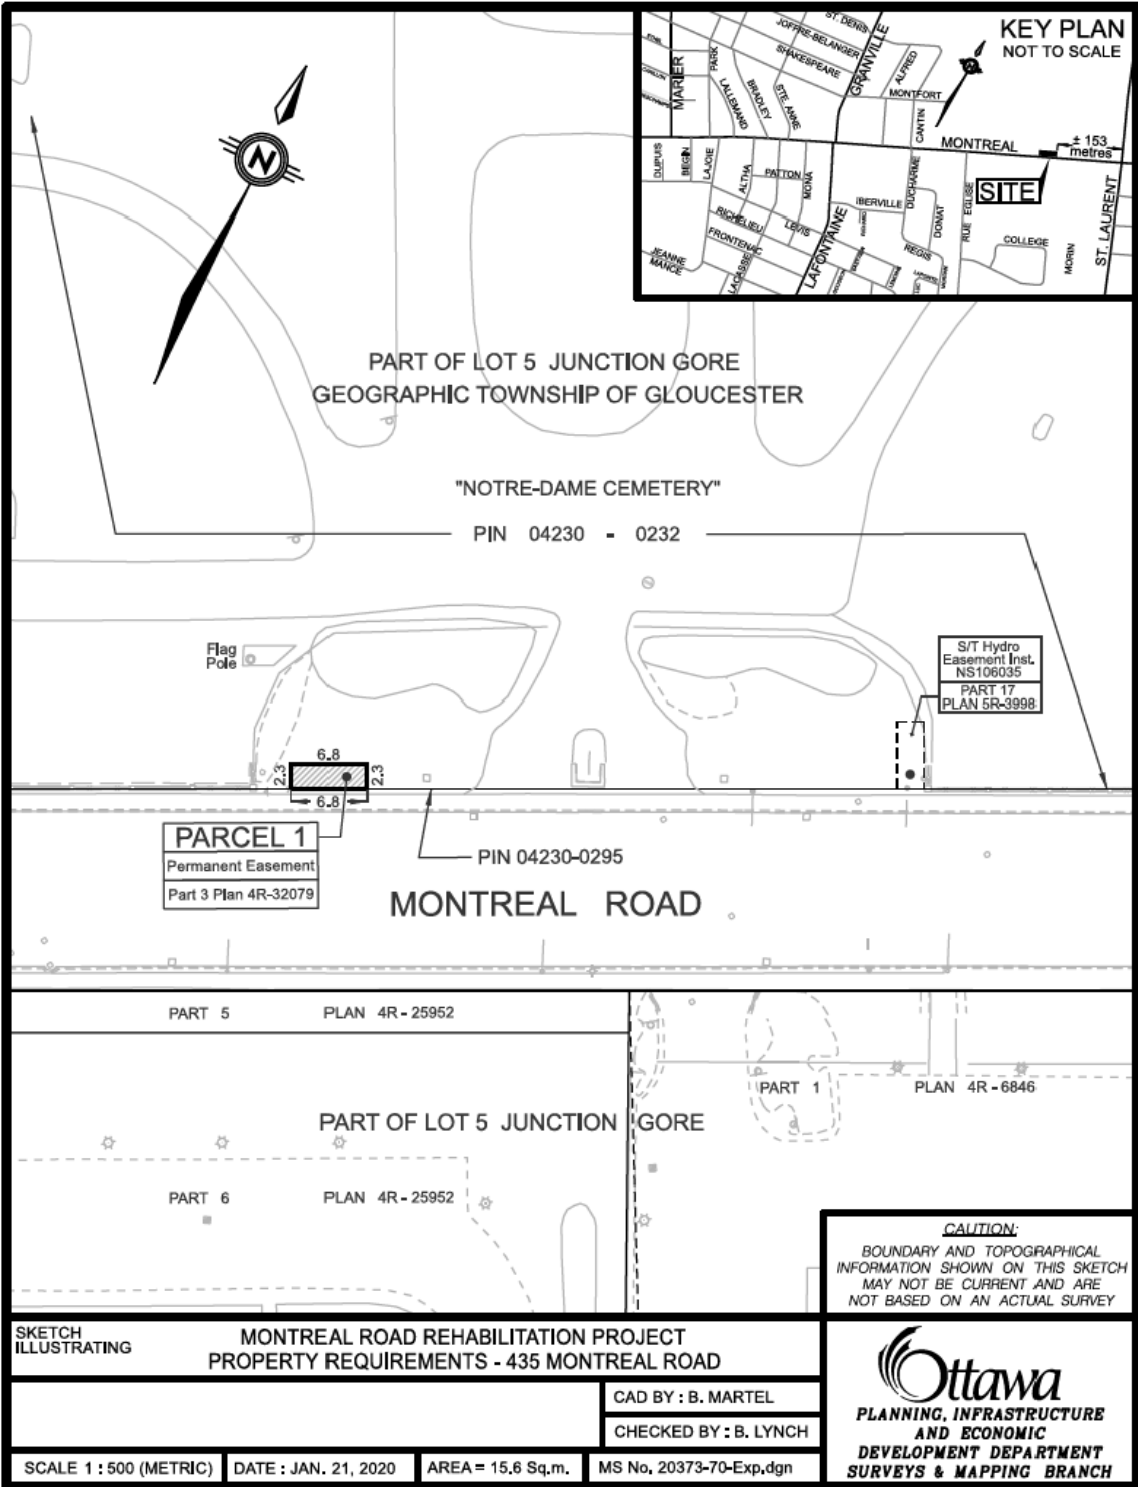 KEY PLAN
NOT TO SCALE
ST. DENIS
JOFFRE-BELANGER
SHAKESPEARE
GRANVILLE
ALFRED
MARIER
PARK
LALLEMAND
BRADLEY
STE. ANNE
MONTFORT
CANTIN
MONTREAL
± 153
metres
SITE
DUPUIS
BEGIN
LAJOIE
ALTHA
PATTON
MONA
IBERVILLE
DUCHARME
DONAT
RUE EGLISE
COLLEGE
MORIN
ST. LAURENT
RICHELIEU
LEVIS
FRONTENAC
LAFONTAINE
REGIS
JEANNE
MANCE
LACASSE
N
PART OF LOT 5 JUNCTION GORE
GEOGRAPHIC TOWNSHIP OF GLOUCESTER
"NOTRE-DAME CEMETERY"
PIN 04230 - 0232
Flag
Pole
S/T Hydro
Easement Inst.
NS106035
PART 17
PLAN 5R-3998
6.8
2.3
2.3
6.8
PARCEL 1
Permanent Easement
Part 3 Plan 4R-32079
PIN 04230-0295
MONTREAL ROAD
PART 5 PLAN 4R - 25952
PART 1 PLAN 4R - 6846
PART OF LOT 5 JUNCTION GORE
PART 6 PLAN 4R - 25952
CAUTION:
BOUNDARY AND TOPOGRAPHICAL
INFORMATION SHOWN ON THIS SKETCH
MAY NOT BE CURRENT AND ARE
NOT BASED ON AN ACTUAL SURVEY
SKETCH
ILLUSTRATING
MONTREAL ROAD REHABILITATION PROJECT
PROPERTY REQUIREMENTS - 435 MONTREAL ROAD
CAD BY : B. MARTEL
CHECKED BY : B. LYNCH
SCALE 1 : 500 (METRIC)
DATE : JAN. 21, 2020
AREA = 15.6 Sq.m.
MS No. 20373-70-Exp.dgn
Ottawa
PLANNING, INFRASTRUCTURE
AND ECONOMIC
DEVELOPMENT DEPARTMENT
SURVEYS & MAPPING BRANCH